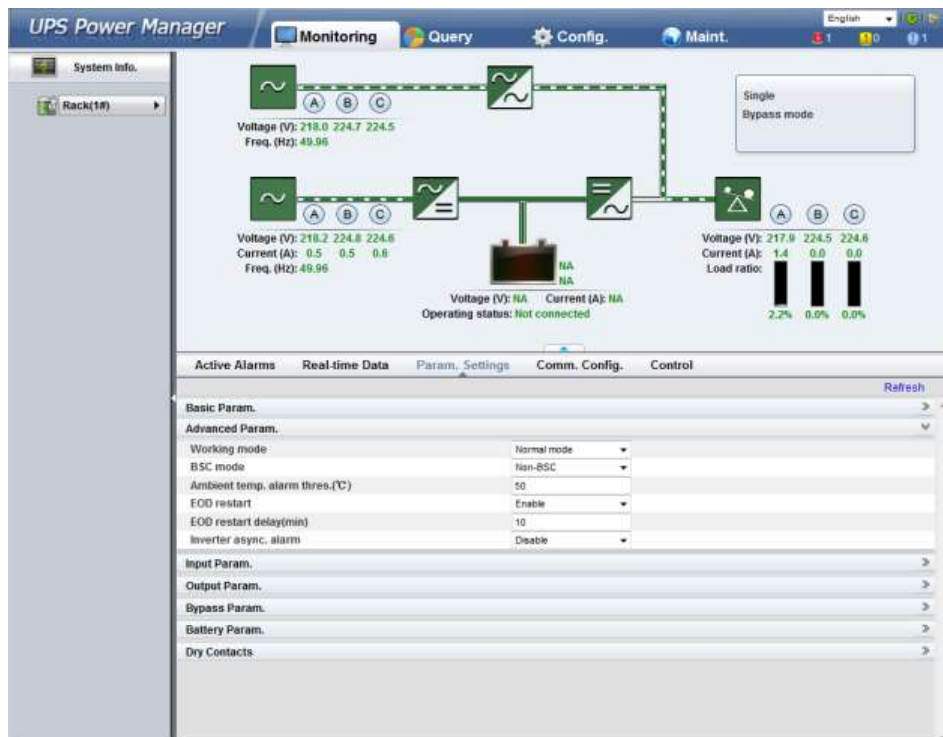 UPS Power Manager
Monitoring Query Config. Maint.
English
1 0 1
System Info.
Rack(1#)
A B C
Voltage (V): 218.0 224.7 224.5
Freq. (Hz): 49.96
Single
Bypass mode
A B C
Voltage (V): 218.2 224.8 224.6
Current (A): 0.5 0.5 0.6
Freq. (Hz): 49.96
NA
NA
Voltage (V): NA Current (A): NA
Operating status: Not connected
A B C
Voltage (V): 217.9 224.5 224.6
Current (A): 1.4 0.0 0.0
Load ratio:
2.2% 0.0% 0.0%
Active Alarms Real-time Data Param. Settings Comm. Config. Control
Refresh
Basic Param.
Advanced Param.
Working mode Normal mode
BSC mode Non-BSC
Ambient temp. alarm thres.(℃) 50
EOD restart Enable
EOD restart delay(min) 10
Inverter async. alarm Disable
Input Param.
Output Param.
Bypass Param.
Battery Param.
Dry Contacts